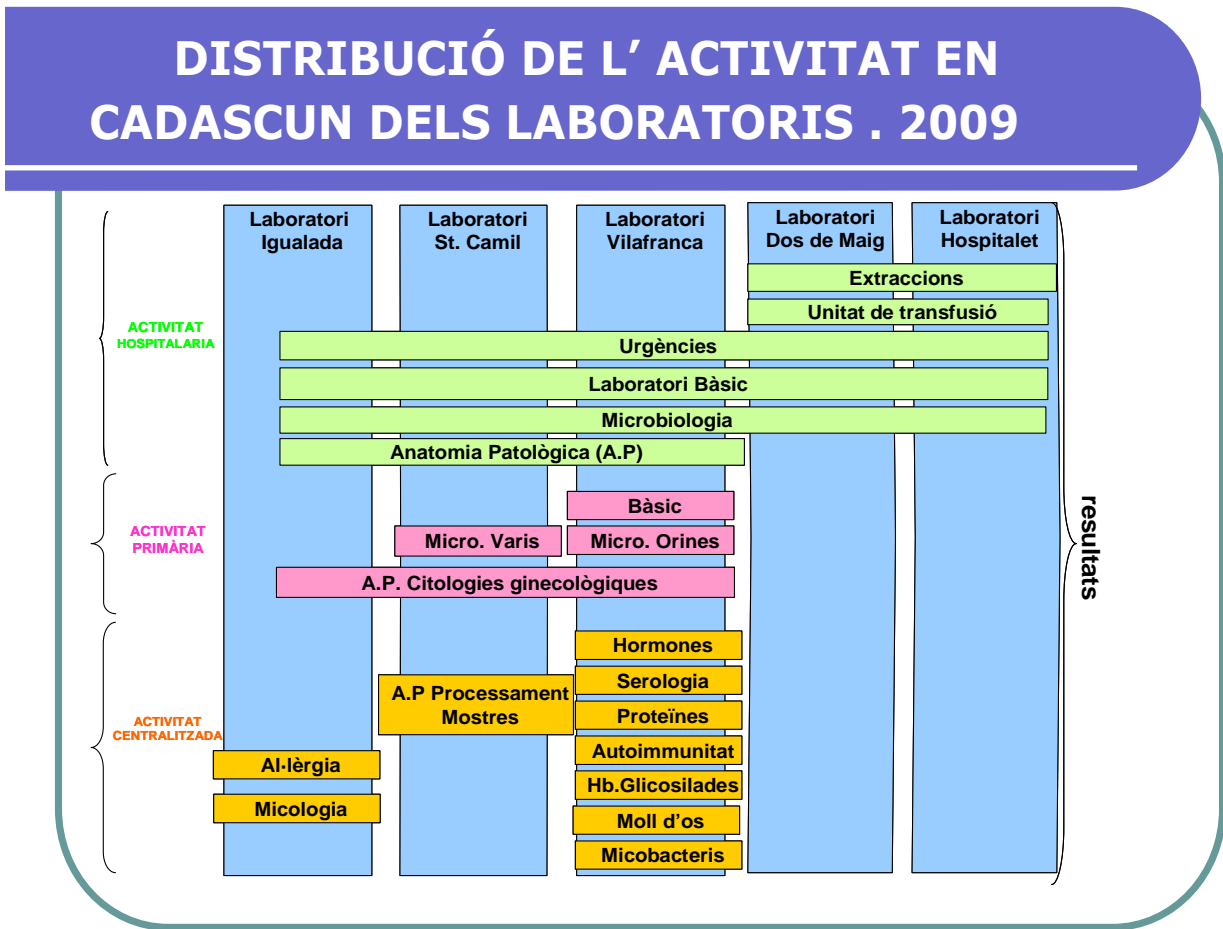 DISTRIBUCIÓ DE L’ ACTIVITAT EN
CADASCUN DELS LABORATORIS . 2009
Laboratori
Igualada
Laboratori
St. Camil
Laboratori
Vilafranca
Laboratori
Dos de Maig
Laboratori
Hospitalet
ACTIVITAT
HOSPITALARIA
Extraccions
Unitat de transfusió
Urgències
Laboratori Bàsic
Microbiologia
Anatomia Patològica (A.P)
ACTIVITAT
PRIMÀRIA
Bàsic
Micro. Varis
Micro. Orines
A.P. Citologies ginecològiques
ACTIVITAT
CENTRALITZADA
Hormones
A.P Processament
Mostres
Serologia
Proteïnes
Autoimmunitat
Al·lèrgia
Hb.Glicosilades
Micologia
Moll d'os
Micobacteris
resultats